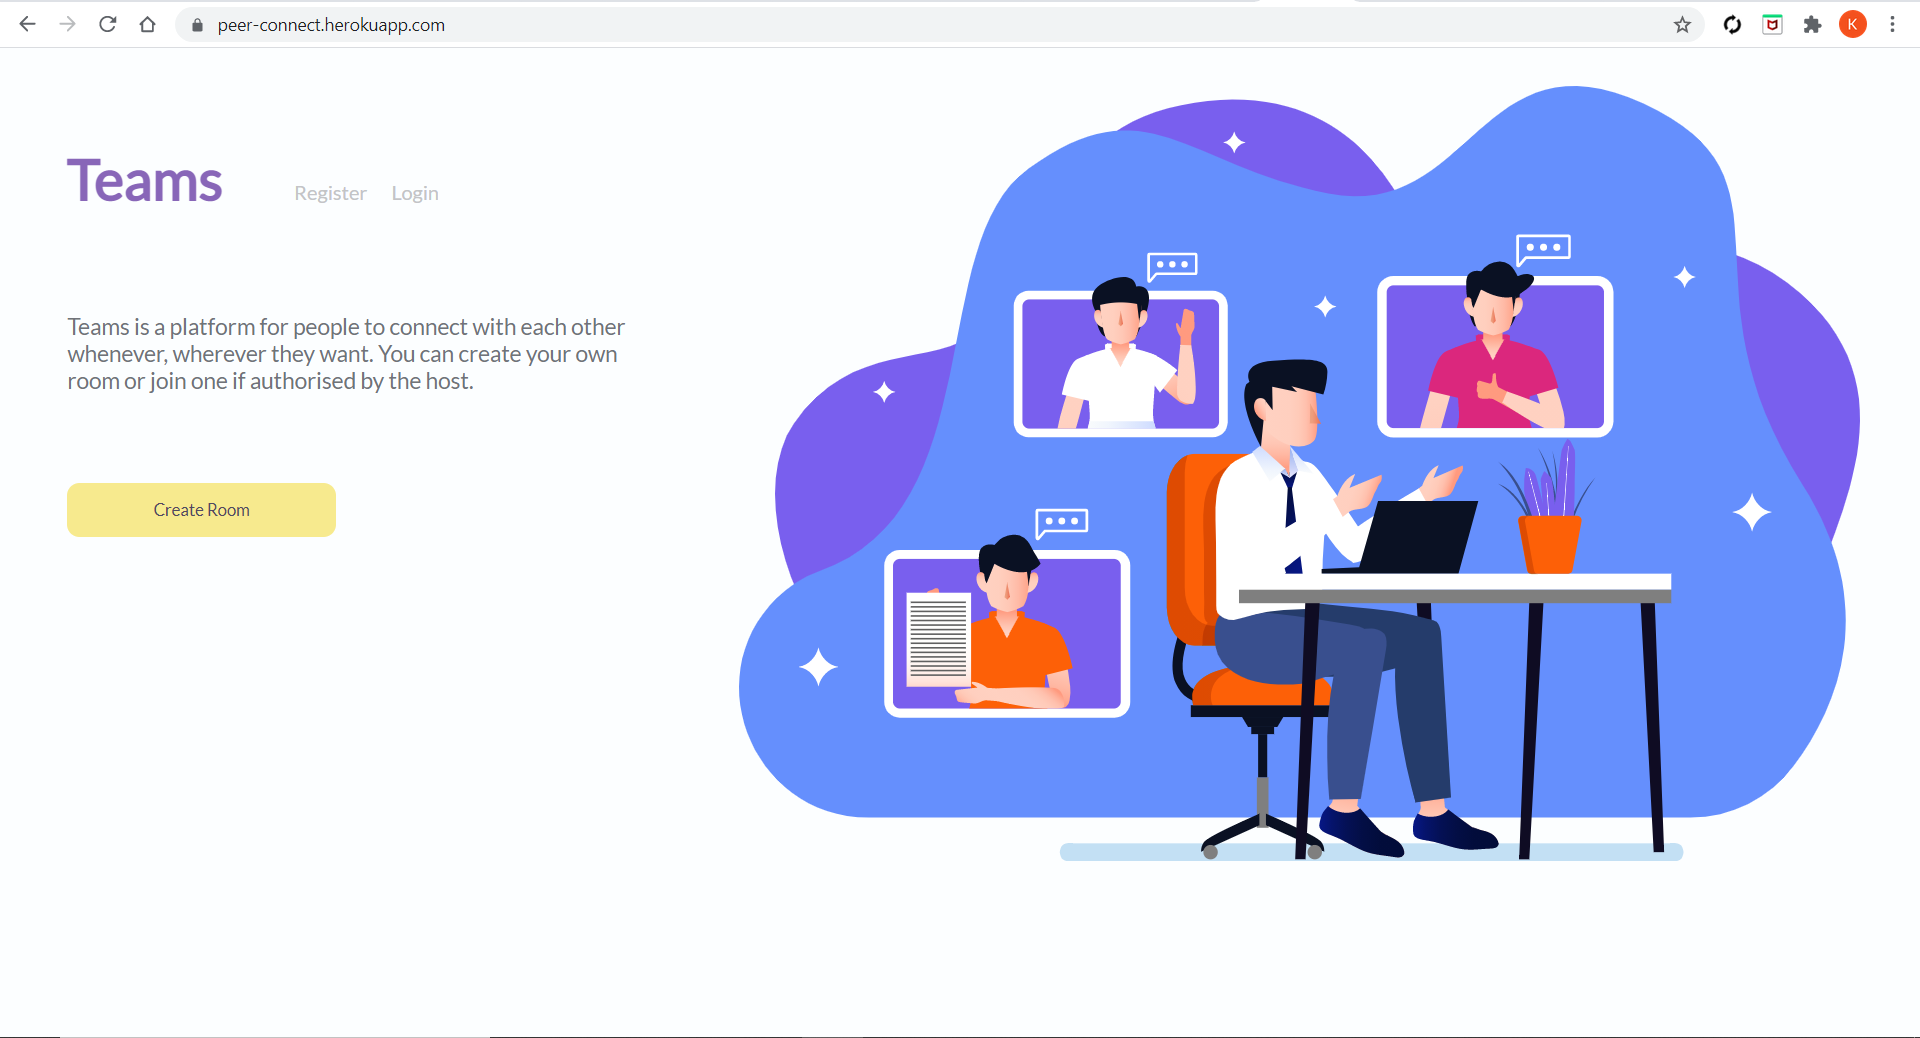 peer-connect.herokuapp.com
K
Teams
Register Login
Teams is a platform for people to connect with each other
whenever, wherever they want. You can create your own
room or join one if authorised by the host.
Create Room